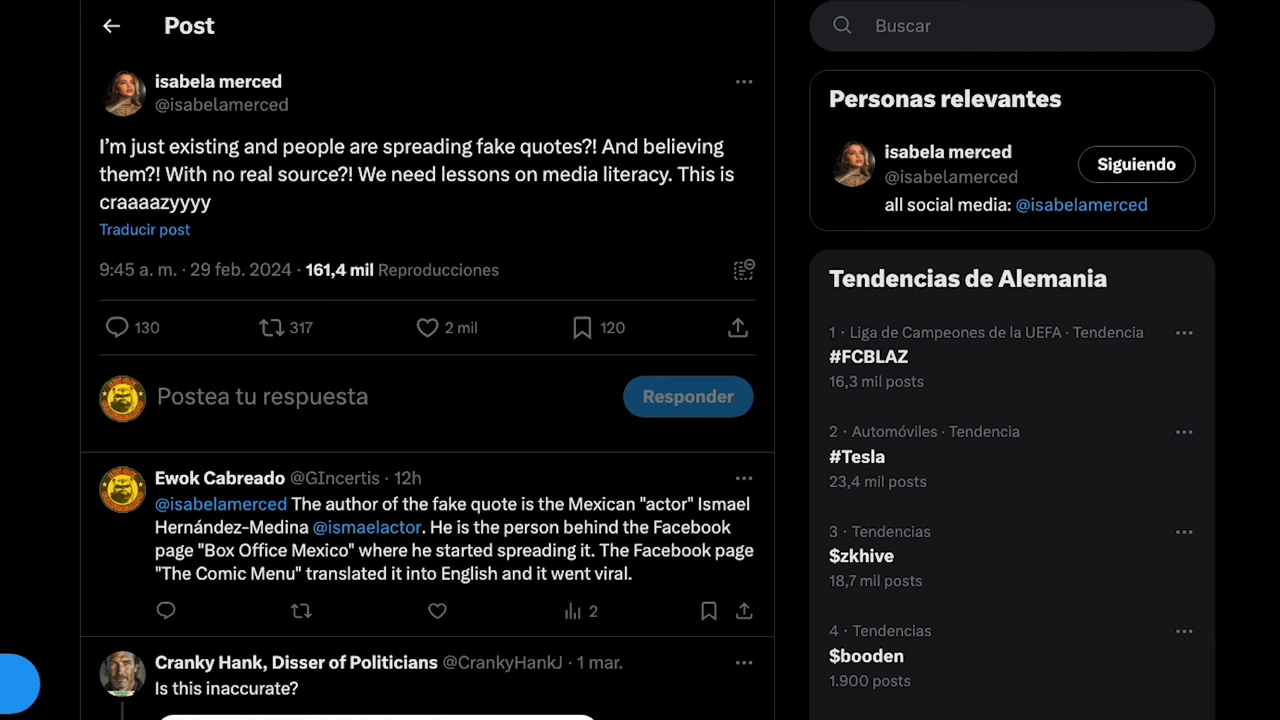 Post
isabela merced
@isabelamerced
I'm just existing and people are spreading fake quotes?! And believing
them?! With no real source?! We need lessons on media literacy. This is
craaaazyyyy
Traducir post
9:45 a. m. · 29 feb. 2024 · 161,4 mil Reproducciones
130 317 2 mil 120
Postea tu respuesta
Responder
Ewok Cabreado @GIncertis · 12h
@isabelamerced The author of the fake quote is the Mexican "actor" Ismael
Hernández-Medina @ismaelactor. He is the person behind the Facebook
page "Box Office Mexico" where he started spreading it. The Facebook page
"The Comic Menu" translated it into English and it went viral.
2
Cranky Hank, Disser of Politicians @CrankyHankJ · 1 mar.
Is this inaccurate?
Buscar
Personas relevantes
isabela merced
@isabelamerced
Siguiendo
all social media: @isabelamerced
Tendencias de Alemania
1 · Liga de Campeones de la UEFA · Tendencia
#FCBLAZ
16,3 mil posts
2 · Automóviles · Tendencia
#Tesla
23,4 mil posts
3 · Tendencias
$zkhive
18,7 mil posts
4 · Tendencias
$booden
1.900 posts